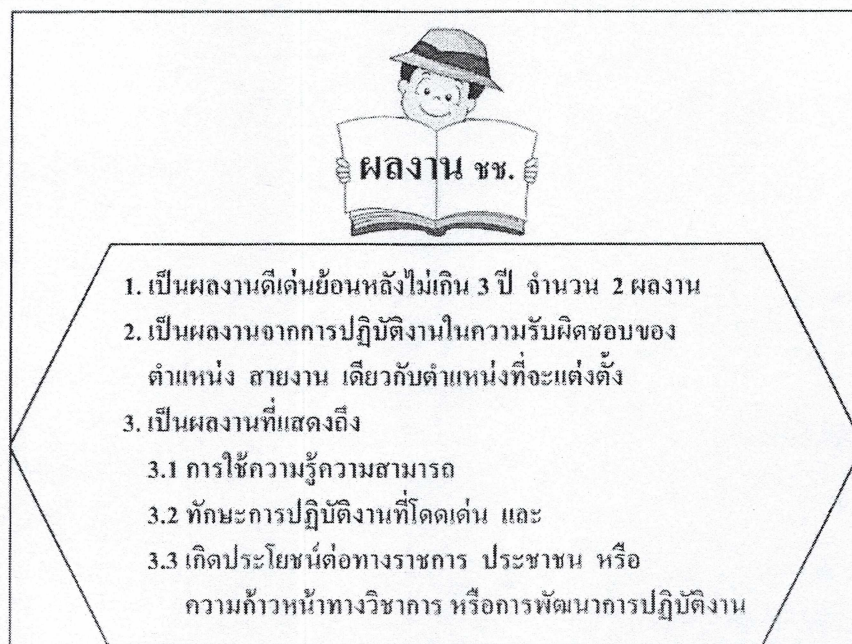 ผลงาน ชช.
1. เป็นผลงานดีเด่นย้อนหลังไม่เกิน 3 ปี จำนวน 2 ผลงาน
2. เป็นผลงานจากการปฏิบัติงานในความรับผิดชอบของ
ตำแหน่ง สายงาน เดียวกับตำแหน่งที่จะแต่งตั้ง
3. เป็นผลงานที่แสดงถึง
3.1 การใช้ความรู้ความสามารถ
3.2 ทักษะการปฏิบัติงานที่โดดเด่น และ
3.3 เกิดประโยชน์ต่อทางราชการ ประชาชน หรือ
ความก้าวหน้าทางวิชาการ หรือการพัฒนาการปฏิบัติงาน